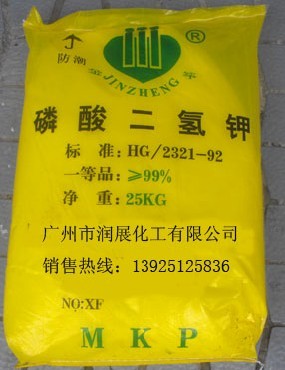 防潮
JINZHENG
®
磷酸二氢钾
标准:HG/2321-92
一等品:≥99%
净重:25KG
广州市润展化工有限公司
销售热线:13925125836
NO:XF
MKP